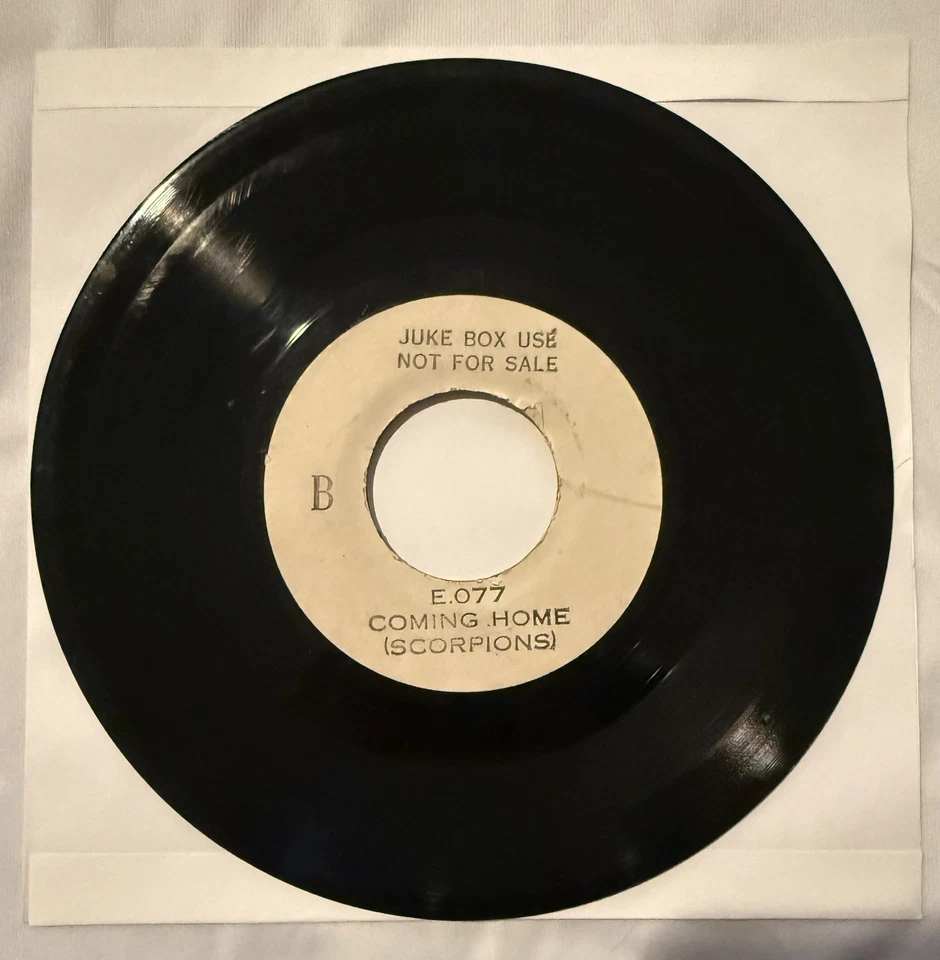 JUKE BOX USE
NOT FOR SALE
B
E.077
COMING HOME
(SCORPIONS)